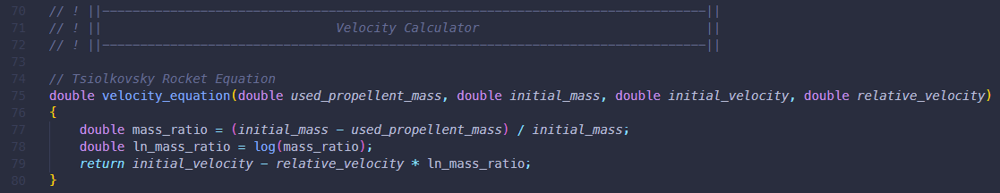 70 // ! ||————————————————————————————————————————————————————————————————————————————————||
71 // ! ||                               Velocity Calculator                              ||
72 // ! ||————————————————————————————————————————————————————————————————————————————————||
73
74 // Tsiolkovsky Rocket Equation
75 double velocity_equation(double used_propellent_mass, double initial_mass, double initial_velocity, double relative_velocity)
76 {
77     double mass_ratio = (initial_mass - used_propellent_mass) / initial_mass;
78     double ln_mass_ratio = log(mass_ratio);
79     return initial_velocity - relative_velocity * ln_mass_ratio;
80 }